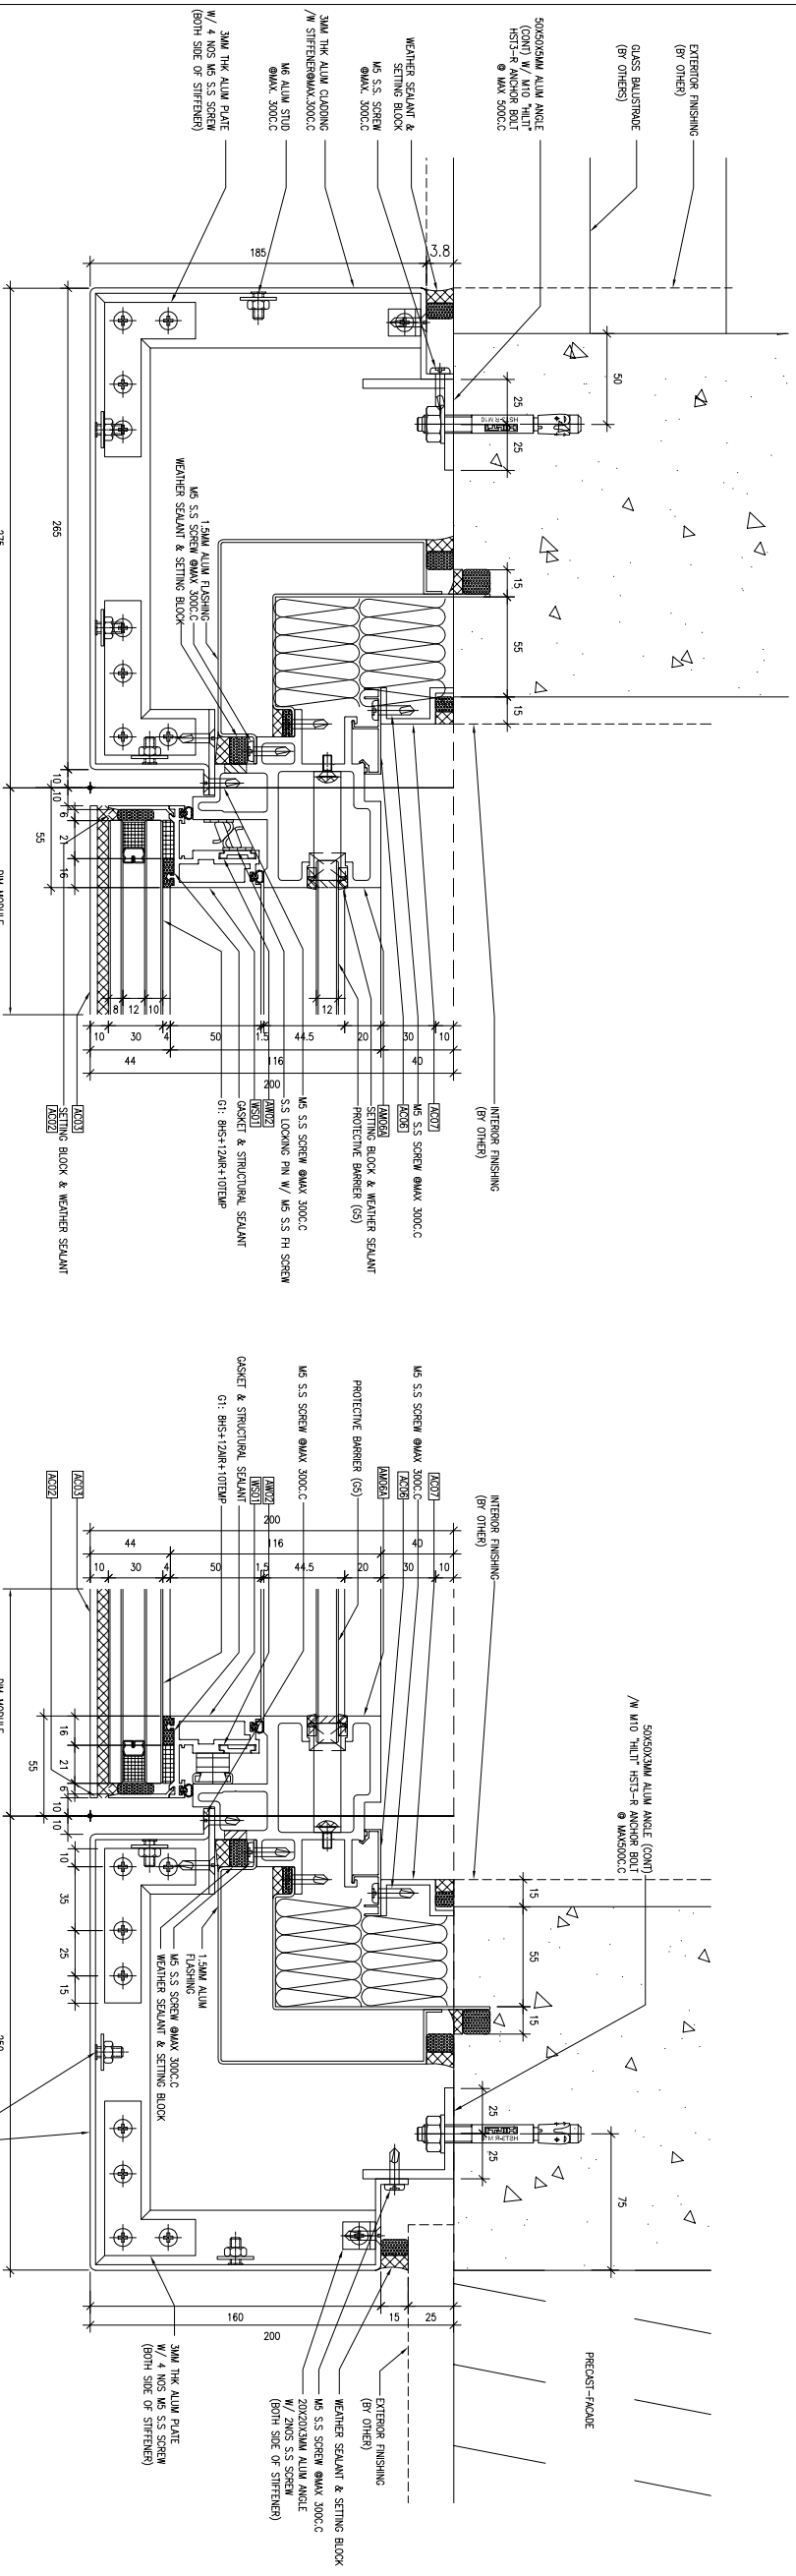 EXTERITOR FINISHING
(BY OTHER)
GLASS BALUSTRADE
(BY OTHERS)
50X50X5MM ALUM ANGLE
(CONT) W/ M10 "HILTI"
HST3-R ANCHOR BOLT
@ MAX 500C.C
WEATHER SEALANT &
SETTING BLOCK
M5 S.S. SCREW
@MAX. 300C.C
3MM THK ALUM CLADDING
/W STIFFENER@MAX.300C.C
M6 ALUM STUD
@MAX. 300C.C
3MM THK ALUM PLATE
W/ 4 NOS M5 S.S SCREW
(BOTH SIDE OF STIFFENER)
185
3.8
50
25
25
HST3-R M10
15
55
15
265
275
10
10
6
21
16
55
DIM MODULE
1.5MM ALUM FLASHING
M5 S.S SCREW @MAX 300C.C
WEATHER SEALANT & SETTING BLOCK
8
12
10
12
10
30
4
50
1.5
44.5
20
30
10
44
116
40
200
INTERIOR FINISHING
(BY OTHER)
AC07
M5 S.S SCREW @MAX 300C.C
AC06
AM06A
SETTING BLOCK & WEATHER SEALANT
PROTECTIVE BARRIER (G5)
M5 S.S SCREW @MAX 300C.C
S.S LOCKING PIN W/ M5 S.S FH SCREW
AW02
WS01
GASKET & STRUCTURAL SEALANT
G1: 8HS+12AIR+10TEMP
AC03
SETTING BLOCK & WEATHER SEALANT
AC02
INTERIOR FINISHING
(BY OTHER)
AC07
M5 S.S SCREW @MAX 300C.C
AC06
AM06A
PROTECTIVE BARRIER (G5)
M5 S.S SCREW @MAX 300C.C
AW02
WS01
GASKET & STRUCTURAL SEALANT
G1: 8HS+12AIR+10TEMP
AC03
AC02
200
44
116
40
10
30
4
50
1.5
44.5
20
30
10
50X50X3MM ALUM ANGLE (CONT)
/W M10 "HILTI" HST3-R ANCHOR BOLT
@ MAX500C.C
16
21
6
10
10
55
DIM MODULE
10
35
25
15
15
55
15
25
25
75
1.5MM ALUM
FLASHING
M5 S.S SCREW @MAX 300C.C
WEATHER SEALANT & SETTING BLOCK
160
15
25
200
PRECAST-FACADE
EXTERIOR FINISHING
(BY OTHER)
WEATHER SEALANT & SETTING BLOCK
M5 S.S SCREW @MAX 300C.C
20X20X3MM ALUM ANGLE
W/ 2NOS S.S SCREW
(BOTH SIDE OF STIFFENER)
3MM THK ALUM PLATE
W/ 4 NOS M5 S.S SCREW
(BOTH SIDE OF STIFFENER)